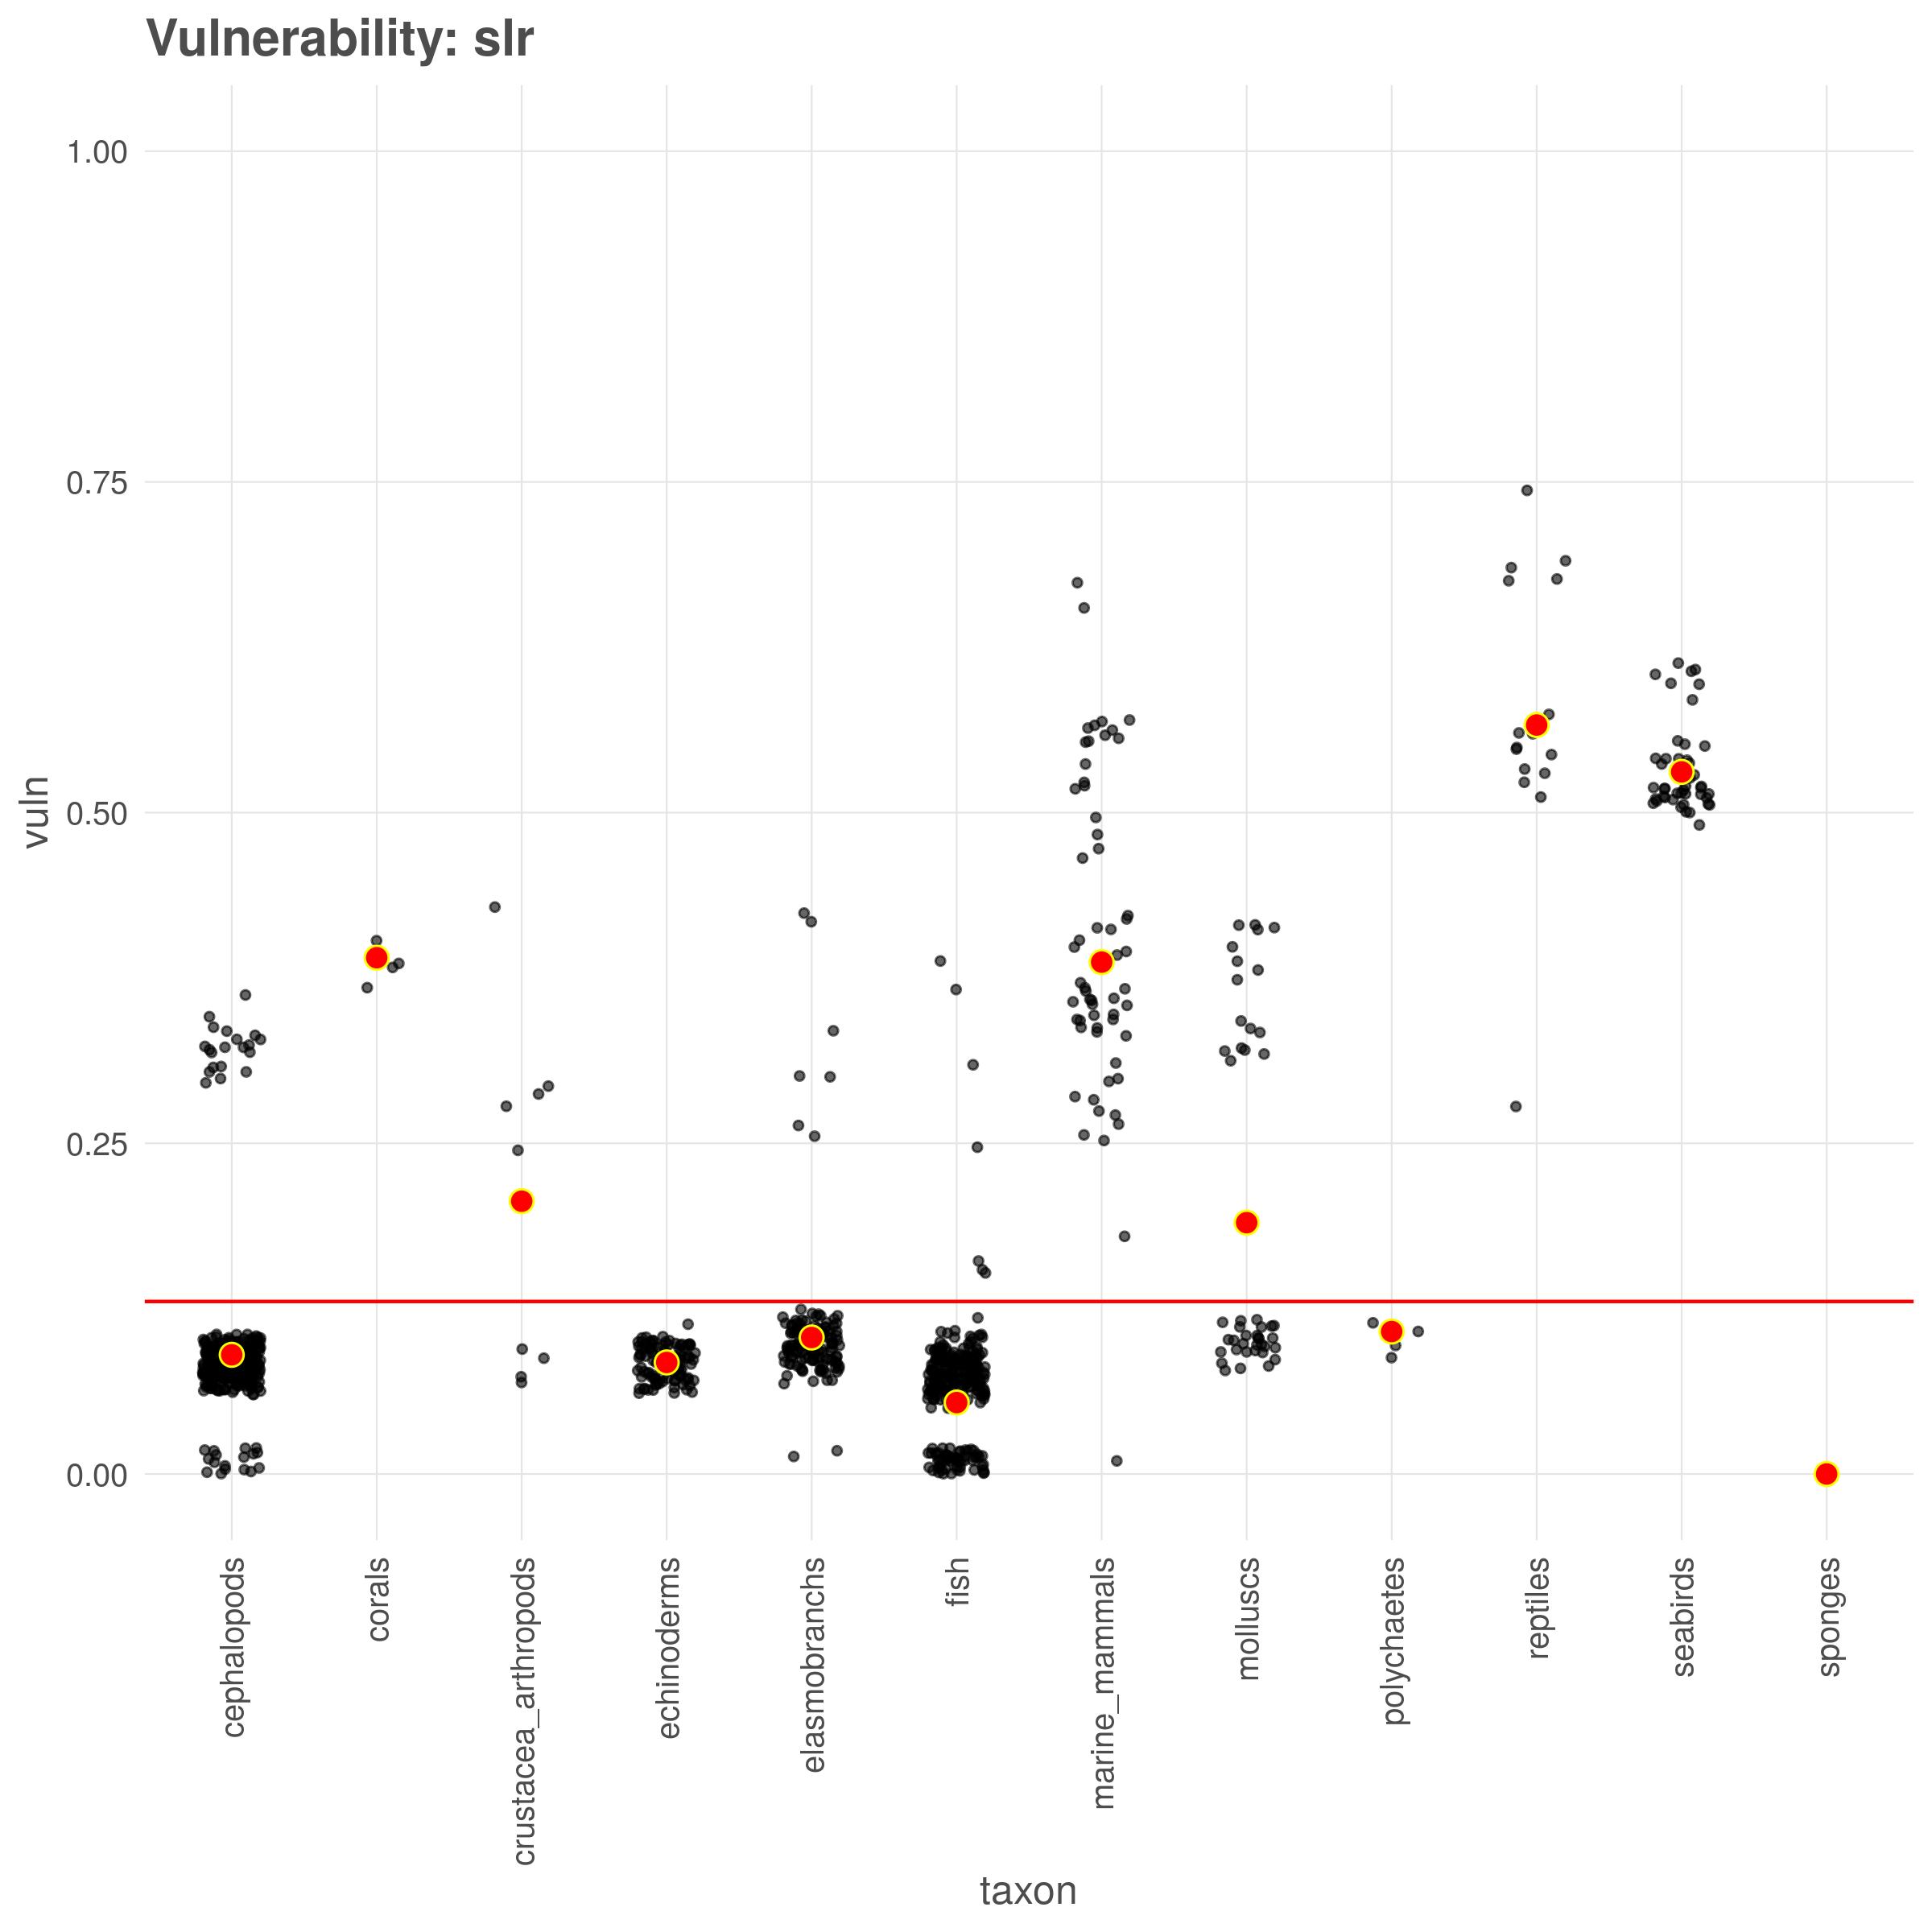 Vulnerability: slr
1.00
0.75
0.50
0.25
0.00
vuln
cephalopods
corals
crustacea_arthropods
echinoderms
elasmobranchs
fish
marine_mammals
molluscs
polychaetes
reptiles
seabirds
sponges
taxon